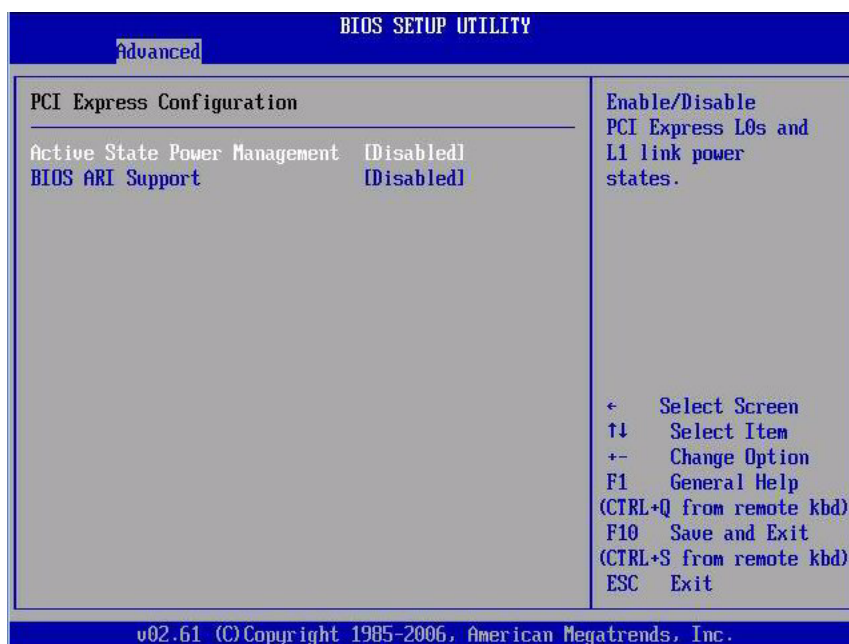 BIOS SETUP UTILITY
Advanced
PCI Express Configuration
Active State Power Management [Disabled]
BIOS ARI Support [Disabled]
Enable/Disable
PCI Express L0s and
L1 link power
states.
← Select Screen
↑↓ Select Item
+- Change Option
F1 General Help
(CTRL+Q from remote kbd)
F10 Save and Exit
(CTRL+S from remote kbd)
ESC Exit
v02.61 (C)Copyright 1985-2006, American Megatrends, Inc.